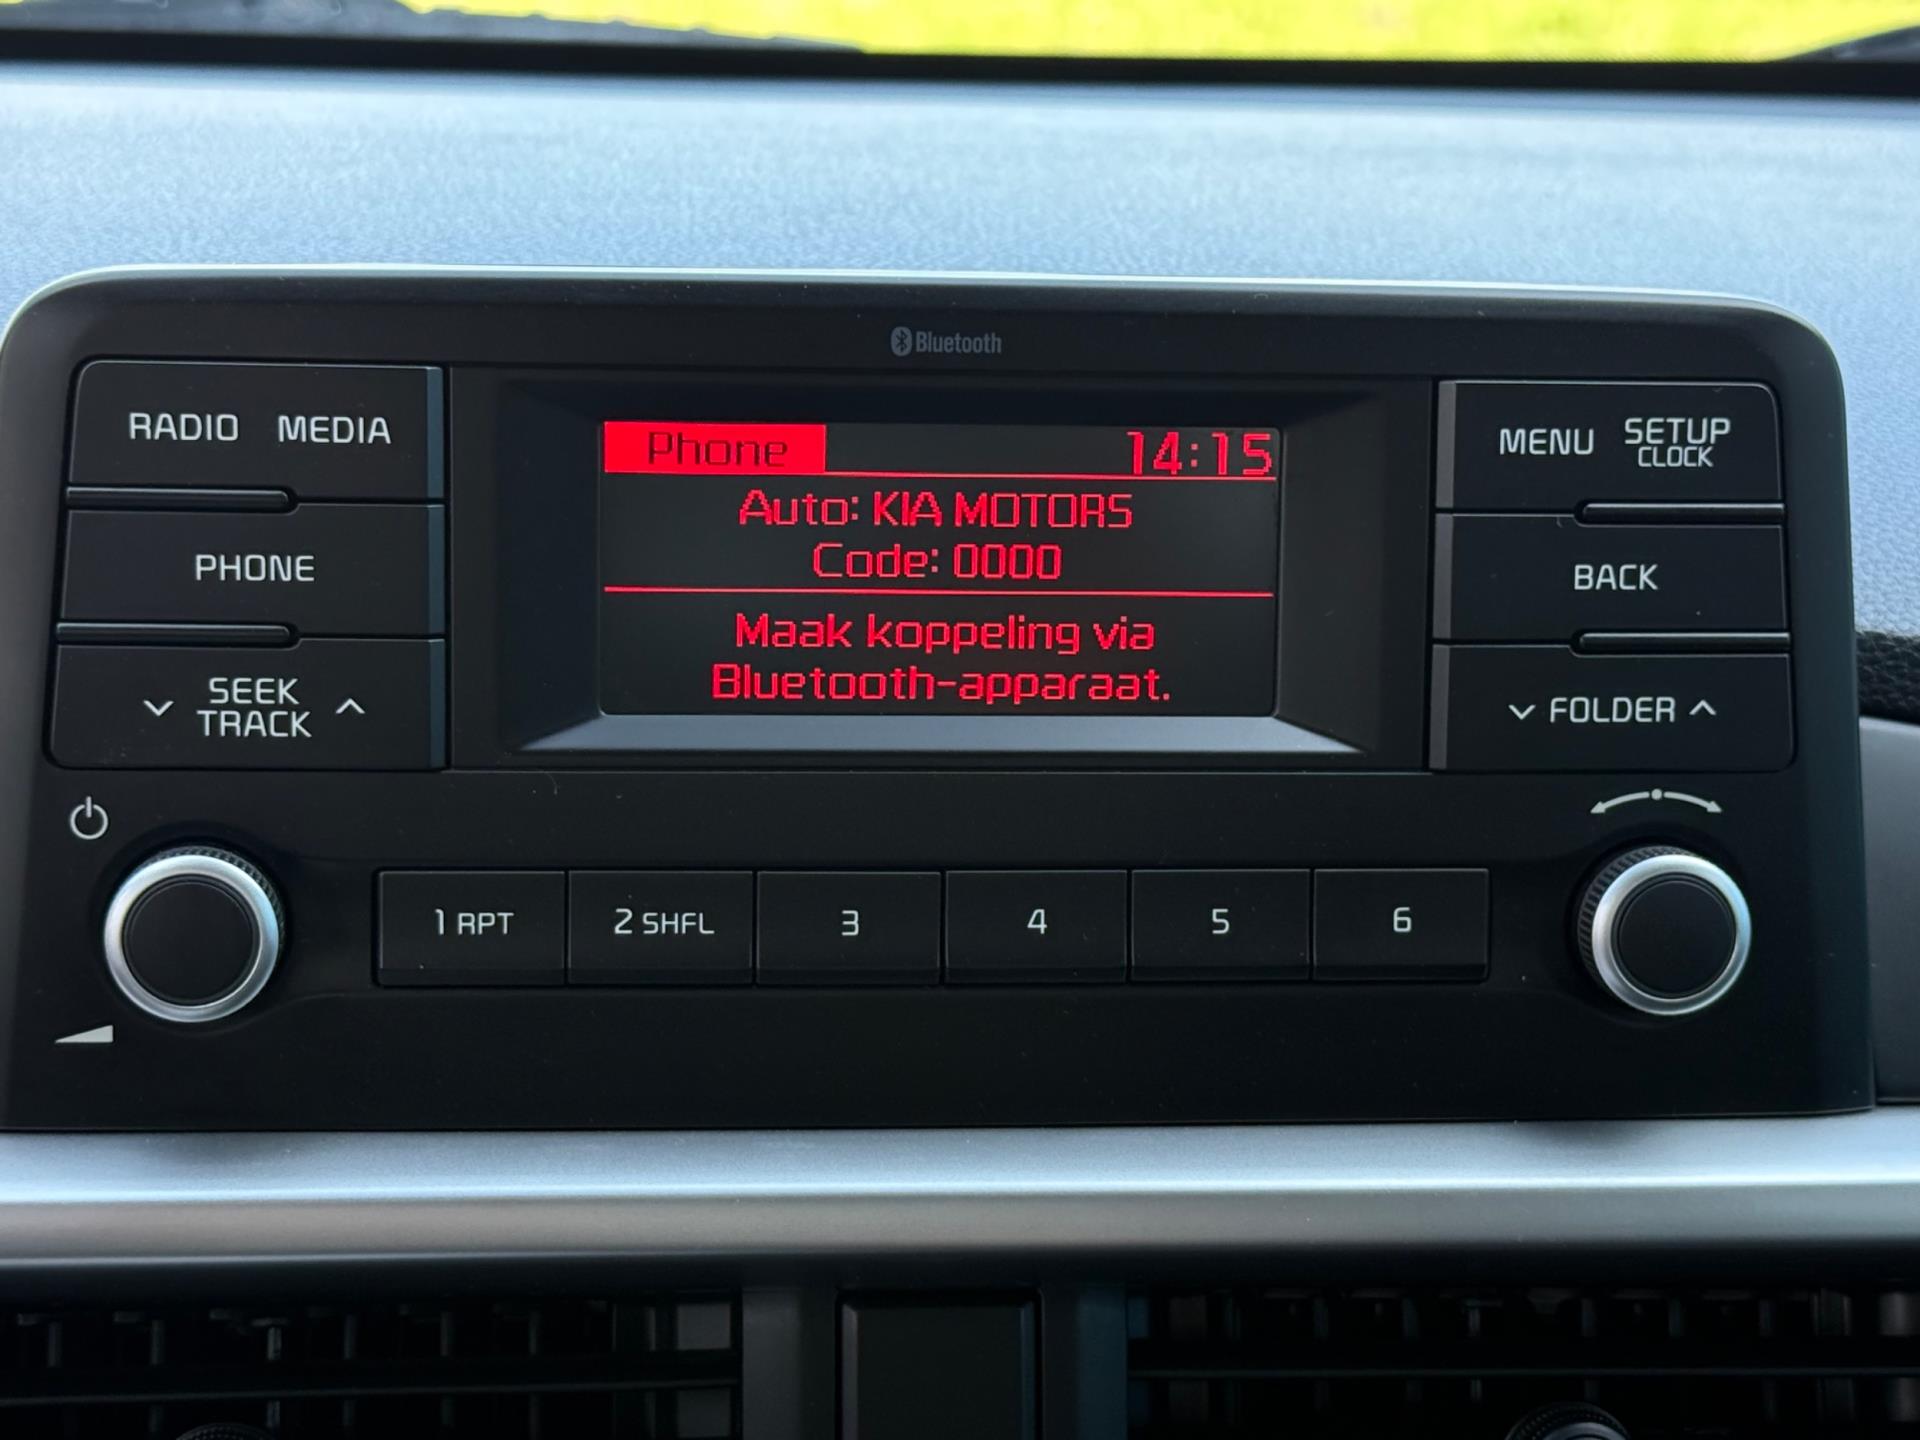 Bluetooth
RADIO MEDIA
PHONE
SEEK
TRACK
Phone 14:15
Auto: KIA MOTORS
Code: 0000
Maak koppeling via
Bluetooth-apparaat.
MENU SETUP
CLOCK
BACK
FOLDER
1 RPT 2 SHFL 3 4 5 6